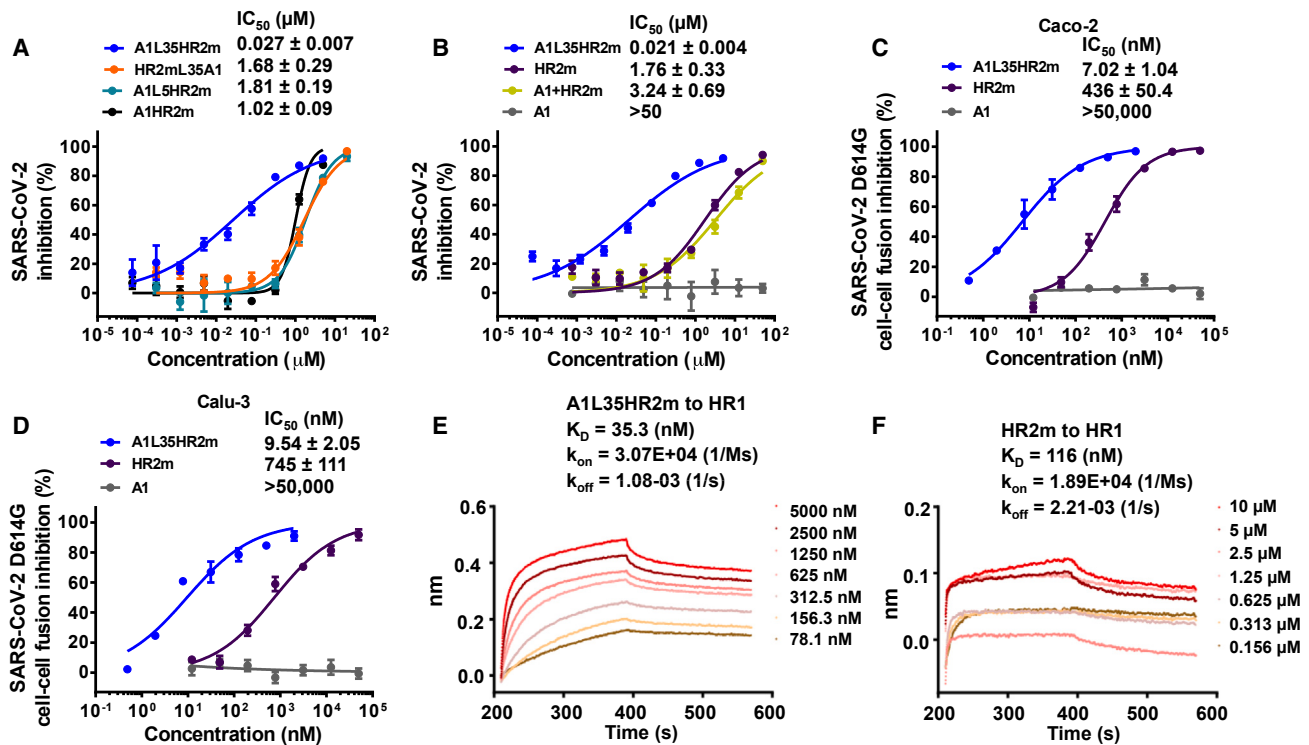 A
IC50 (µM)
A1L35HR2m 0.027 ± 0.007
HR2mL35A1 1.68 ± 0.29
A1L5HR2m 1.81 ± 0.19
A1HR2m 1.02 ± 0.09
SARS-CoV-2
inhibition (%)
100
80
60
40
20
0
10-5 10-4 10-3 10-2 10-1 100 101 102
Concentration (μM)
B
IC50 (µM)
A1L35HR2m 0.021 ± 0.004
HR2m 1.76 ± 0.33
A1+HR2m 3.24 ± 0.69
A1 >50
SARS-CoV-2
inhibition (%)
100
80
60
40
20
0
10-5 10-4 10-3 10-2 10-1 100 101 102
Concentration (μM)
C
Caco-2
IC50 (nM)
A1L35HR2m 7.02 ± 1.04
HR2m 436 ± 50.4
A1 >50,000
SARS-CoV-2 D614G
cell-cell fusion inhibition (%)
100
80
60
40
20
0
10-1 100 101 102 103 104 105
Concentration (nM)
D
Calu-3
IC50 (nM)
A1L35HR2m 9.54 ± 2.05
HR2m 745 ± 111
A1 >50,000
SARS-CoV-2 D614G
cell-cell fusion inhibition (%)
100
80
60
40
20
0
10-1 100 101 102 103 104 105
Concentration (nM)
E
A1L35HR2m to HR1
KD = 35.3 (nM)
kon = 3.07E+04 (1/Ms)
koff = 1.08-03 (1/s)
nm
0.6
0.4
0.2
0.0
200 300 400 500 600
Time (s)
5000 nM
2500 nM
1250 nM
625 nM
312.5 nM
156.3 nM
78.1 nM
F
HR2m to HR1
KD = 116 (nM)
kon = 1.89E+04 (1/Ms)
koff = 2.21-03 (1/s)
nm
0.2
0.1
0.0
200 300 400 500 600
Time (s)
10 µM
5 µM
2.5 µM
1.25 µM
0.625 µM
0.313 µM
0.156 µM